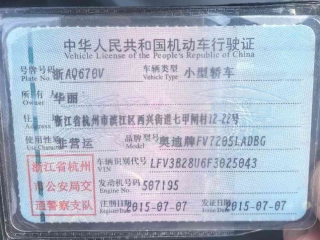 中华人民共和国机动车行驶证
Vehicle License of the People's Republic of China
号牌号码 浙AQ670V 车辆类型 小型轿车
Plate No. Vehicle Type
所有人 华丽
Owner
住址 浙江省杭州市滨江区西兴街道七甲闸村12-22号
Address
使用性质 非营运 品牌型号 奥迪牌FV7205LADBG
Use Character Model
浙江省杭州市公安局交通警察支队
车辆识别代号 LFV3B28U6F3025043
VIN
发动机号码 507195
Engine No.
注册日期 2015-07-07 发证日期 2015-07-07
Register Date Issue Date